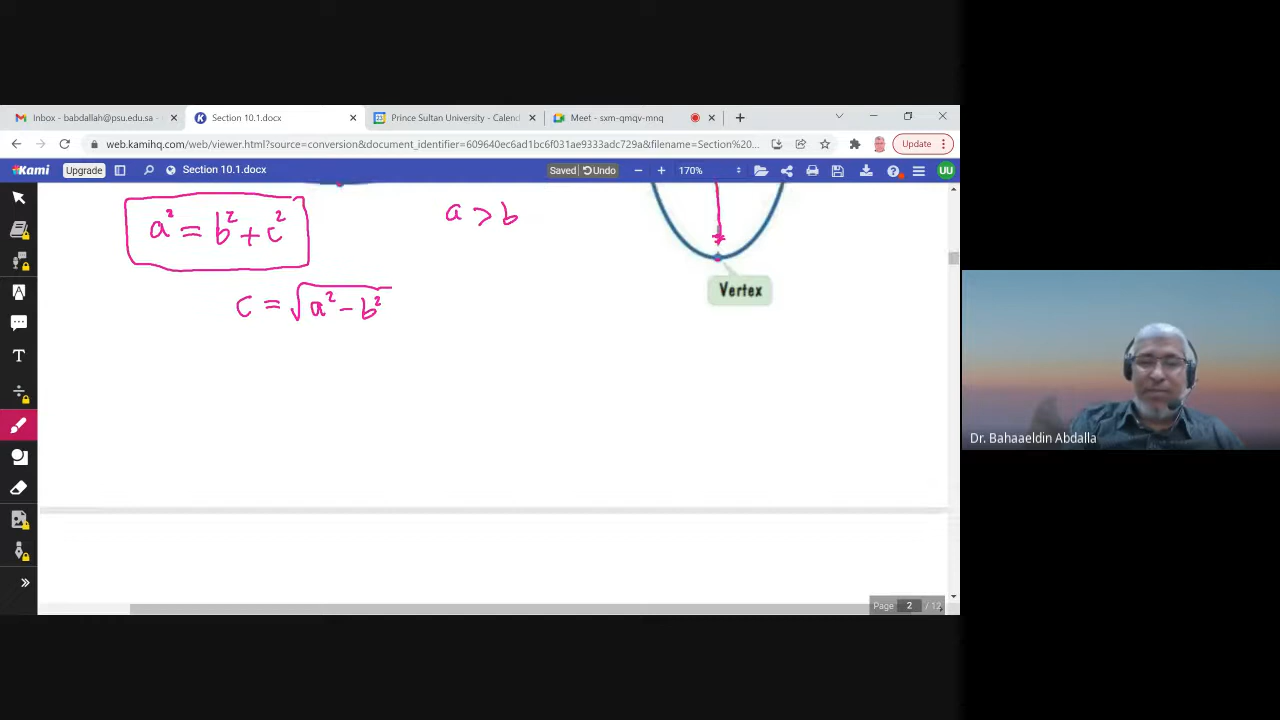 Inbox - babdallah@psu.edu.sa -
Section 10.1.docx
Prince Sultan University - Calend
Meet - sxm-qmqv-mnq
web.kamihq.com/web/viewer.html?source=conversion&document_identifier=609640ec6ad1bc6f031ae9333adc729a&filename=Section%20...
Update
Kami
Upgrade
Section 10.1.docx
Saved Undo
170%
UU
a² = b² + c²
a > b
c = √a² − b²
Vertex
T
Page 2 / 12
Dr. Bahaaeldin Abdalla